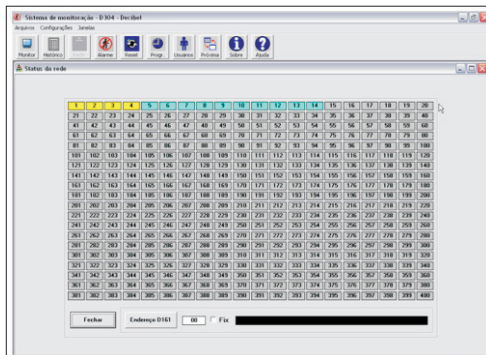 Sistema de monitoração - D304 - Decibel
Arquivos Configurações Janelas
Monitor Histórico Alarme Reset Progr. Usuários Próxima Sobre Ajuda
Status da rede
1 2 3 4 5 6 7 8 9 10 11 12 13 14 15 16 17 18 19 20
21 22 23 24 25 26 27 28 29 30 31 32 33 34 35 36 37 38 39 40
41 42 43 44 45 46 47 48 49 50 51 52 53 54 55 56 57 58 59 60
61 62 63 64 65 66 67 68 69 70 71 72 73 74 75 76 77 78 79 80
81 82 83 84 85 86 87 88 89 90 91 92 93 94 95 96 97 98 99 100
101 102 103 104 105 106 107 108 109 110 111 112 113 114 115 116 117 118 119 120
121 122 123 124 125 126 127 128 129 130 131 132 133 134 135 136 137 138 139 140
141 142 143 144 145 146 147 148 149 150 151 152 153 154 155 156 157 158 159 160
161 162 163 164 165 166 167 168 169 170 171 172 173 174 175 176 177 178 179 180
181 182 183 184 185 186 187 188 189 190 191 192 193 194 195 196 197 198 199 200
201 202 203 204 205 206 207 208 209 210 211 212 213 214 215 216 217 218 219 220
221 222 223 224 225 226 227 228 229 230 231 232 233 234 235 236 237 238 239 240
241 242 243 244 245 246 247 248 249 250 251 252 253 254 255 256 257 258 259 260
261 262 263 264 265 266 267 268 269 270 271 272 273 274 275 276 277 278 279 280
281 282 283 284 285 286 287 288 289 290 291 292 293 294 295 296 297 298 299 300
301 302 303 304 305 306 307 308 309 310 311 312 313 314 315 316 317 318 319 320
321 322 323 324 325 326 327 328 329 330 331 332 333 334 335 336 337 338 339 340
341 342 343 344 345 346 347 348 349 350 351 352 353 354 355 356 357 358 359 360
361 362 363 364 365 366 367 368 369 370 371 372 373 374 375 376 377 378 379 380
381 382 383 384 385 386 387 388 389 390 391 392 393 394 395 396 397 398 399 400
Fechar Endereço D161 00 Fix